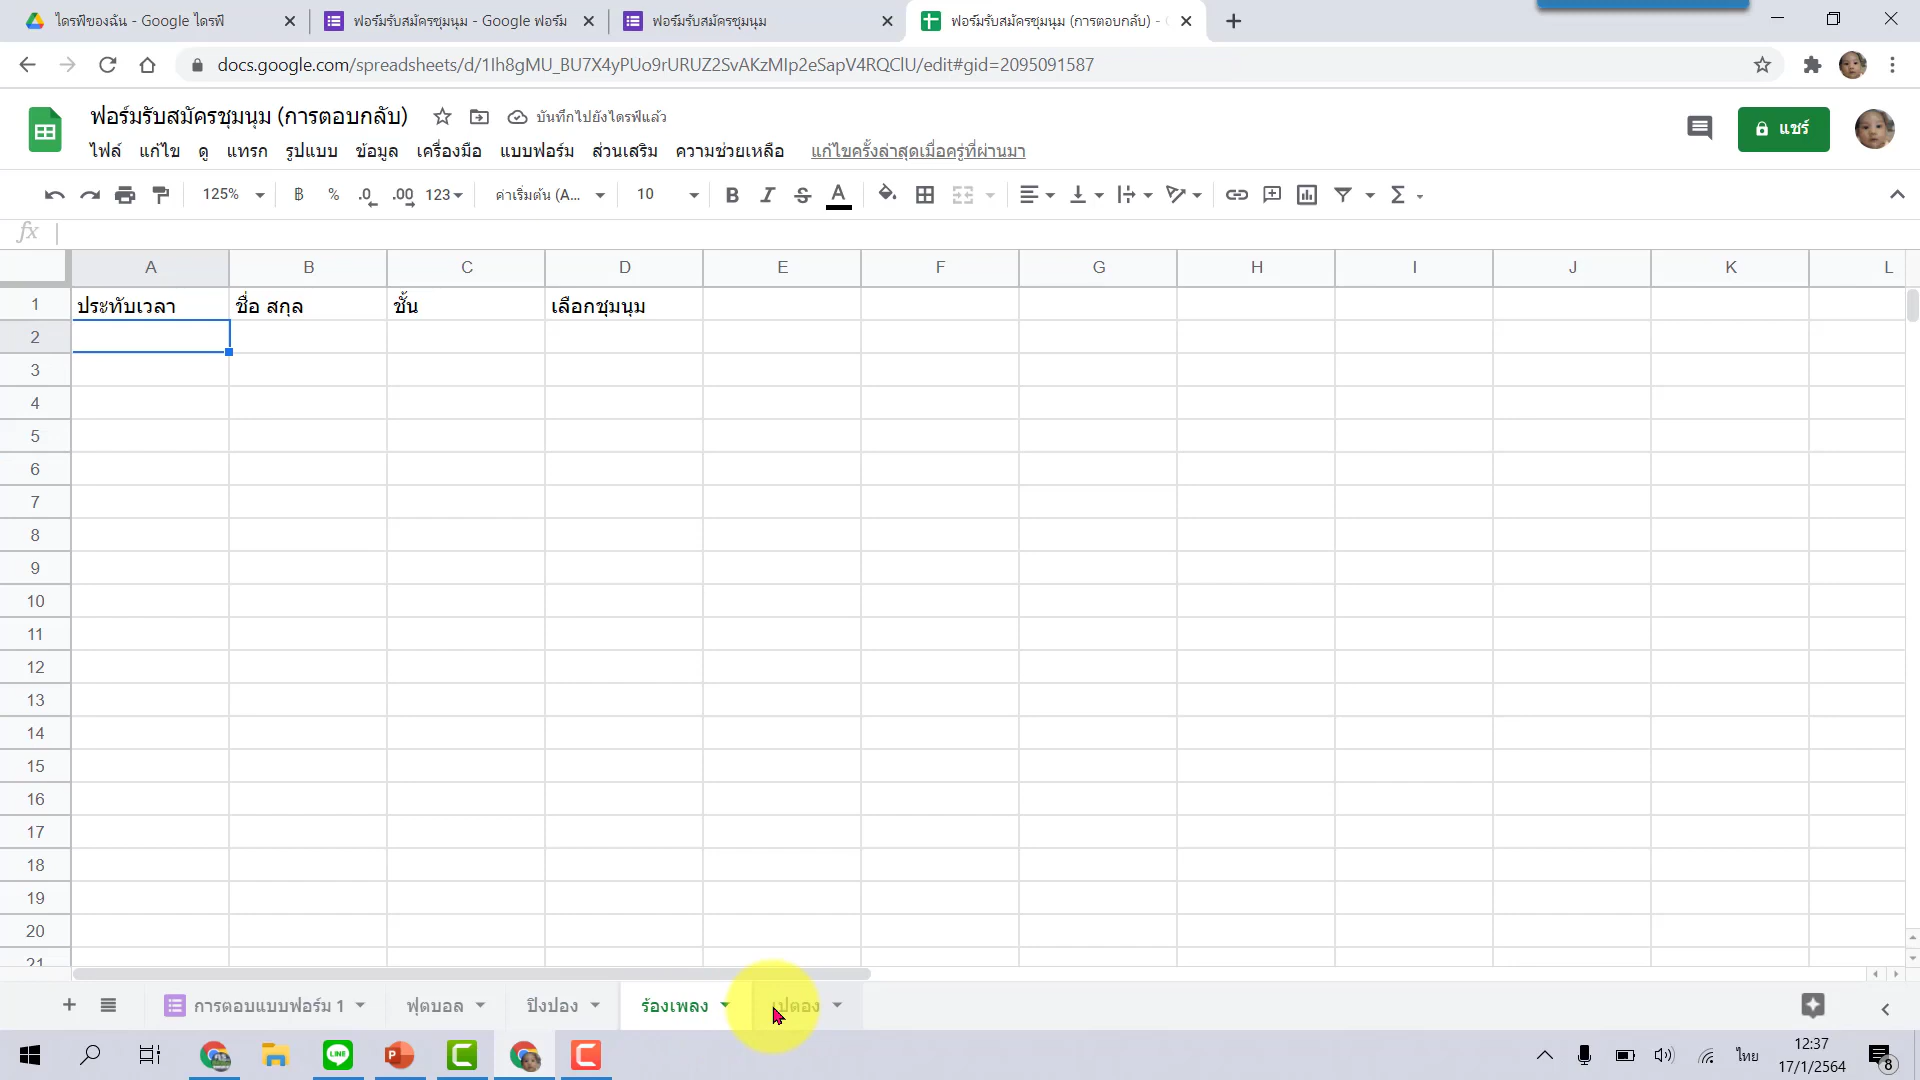 ไดรฟ์ของฉัน - Google ไดรฟ์
ฟอร์มรับสมัครชุมนุม - Google ฟอร์ม
ฟอร์มรับสมัครชุมนุม
ฟอร์มรับสมัครชุมนุม (การตอบกลับ) -
docs.google.com/spreadsheets/d/1Ih8gMU_BU7X4yPUo9rURUZ2SvAKzMIp2eSapV4RQClU/edit#gid=2095091587
ฟอร์มรับสมัครชุมนุม (การตอบกลับ)
บันทึกไปยังไดรฟ์แล้ว
แชร์
ไฟล์ แก้ไข ดู แทรก รูปแบบ ข้อมูล เครื่องมือ แบบฟอร์ม ส่วนเสริม ความช่วยเหลือ แก้ไขครั้งล่าสุดเมื่อครู่ที่ผ่านมา
125% ฿ % .0 .00 123 ค่าเริ่มต้น (A... 10 B I S A Σ
fx
A B C D E F G H I J K L
1 ประทับเวลา ชื่อ สกุล ชั้น เลือกชุมนุม
2
3
4
5
6
7
8
9
10
11
12
13
14
15
16
17
18
19
20
21
การตอบแบบฟอร์ม 1 ฟุตบอล ปิงปอง ร้องเพลง เปตอง
ไทย
12:37
17/1/2564
8